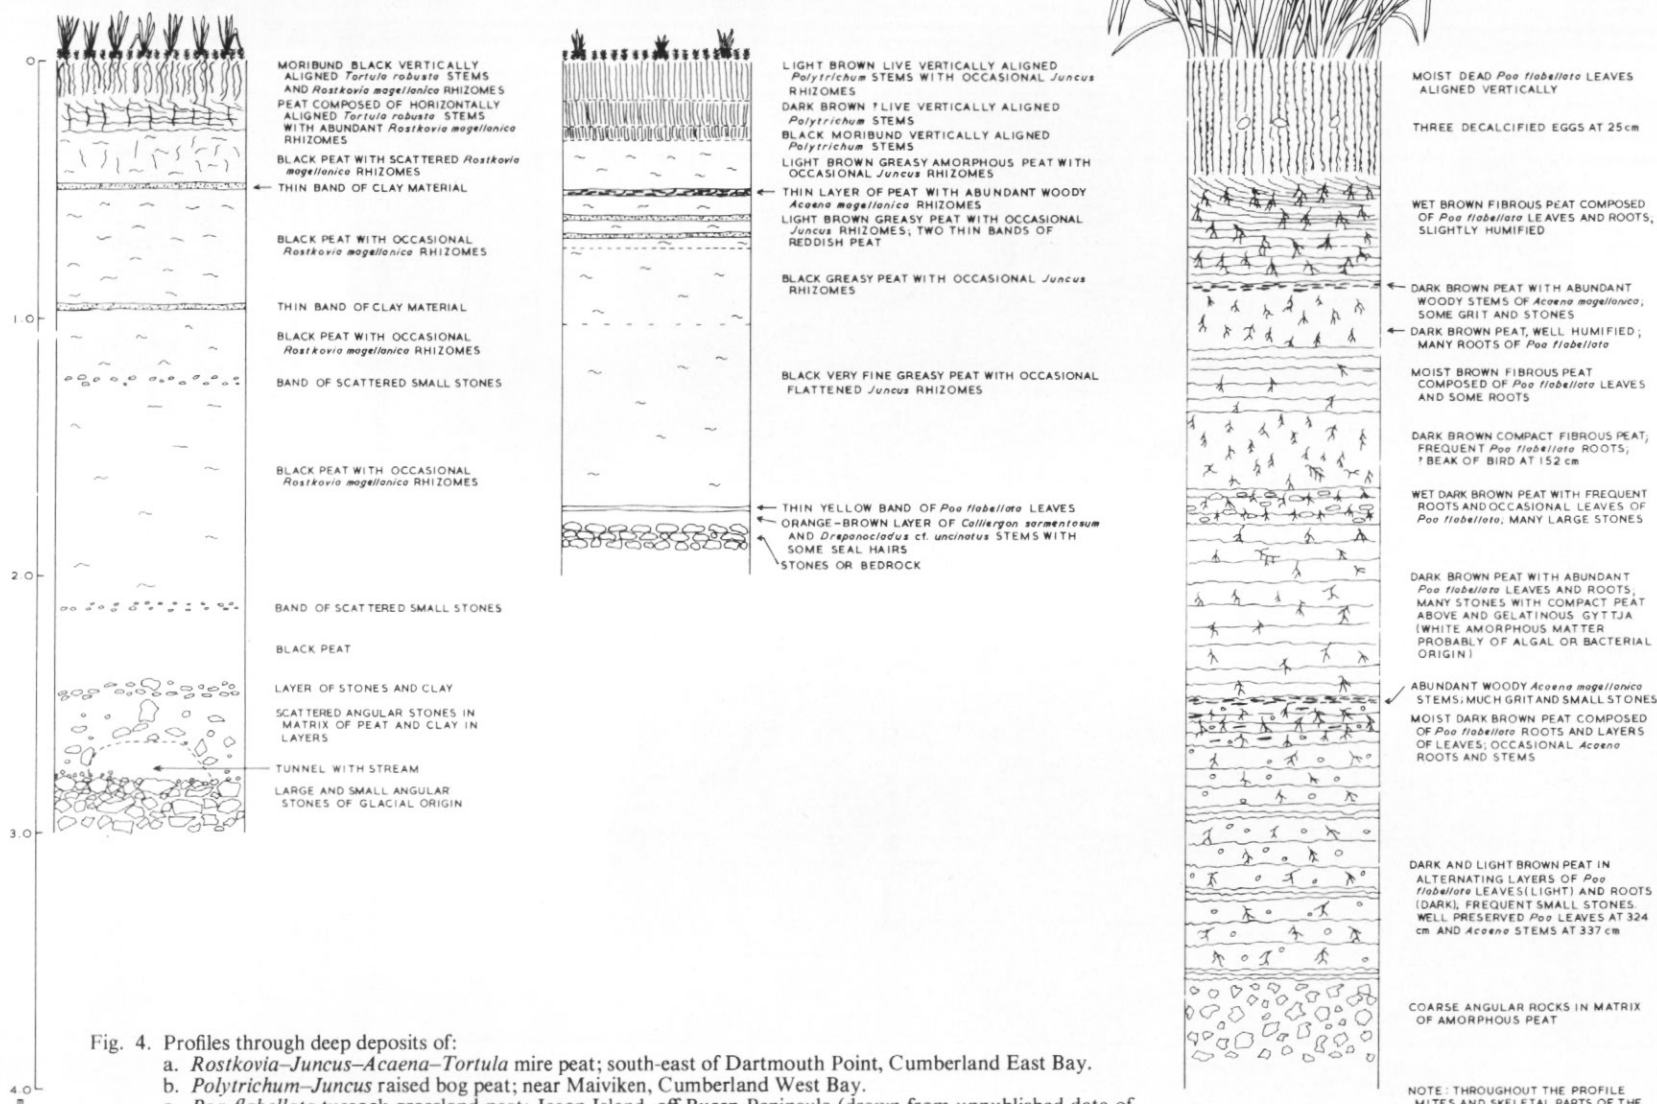 0
1.0
2.0
3.0
4.0
m
MORIBUND BLACK VERTICALLY
ALIGNED Tortula robusta STEMS
AND Rostkovia magellanica RHIZOMES
PEAT COMPOSED OF HORIZONTALLY
ALIGNED Tortula robusta STEMS
WITH ABUNDANT Rostkovia magellanica
RHIZOMES
BLACK PEAT WITH SCATTERED Rostkovia
magellanica RHIZOMES
THIN BAND OF CLAY MATERIAL
BLACK PEAT WITH OCCASIONAL
Rostkovia magellanica RHIZOMES
THIN BAND OF CLAY MATERIAL
BLACK PEAT WITH OCCASIONAL
Rostkovia magellanica RHIZOMES
BAND OF SCATTERED SMALL STONES
BLACK PEAT WITH OCCASIONAL
Rostkovia magellanica RHIZOMES
BAND OF SCATTERED SMALL STONES
BLACK PEAT
LAYER OF STONES AND CLAY
SCATTERED ANGULAR STONES IN
MATRIX OF PEAT AND CLAY IN
LAYERS
TUNNEL WITH STREAM
LARGE AND SMALL ANGULAR
STONES OF GLACIAL ORIGIN
LIGHT BROWN LIVE VERTICALLY ALIGNED
Polytrichum STEMS WITH OCCASIONAL Juncus
RHIZOMES
DARK BROWN ? LIVE VERTICALLY ALIGNED
Polytrichum STEMS
BLACK MORIBUND VERTICALLY ALIGNED
Polytrichum STEMS
LIGHT BROWN GREASY AMORPHOUS PEAT WITH
OCCASIONAL Juncus RHIZOMES
THIN LAYER OF PEAT WITH ABUNDANT WOODY
Acaena magellanica RHIZOMES
LIGHT BROWN GREASY PEAT WITH OCCASIONAL
Juncus RHIZOMES; TWO THIN BANDS OF
REDDISH PEAT
BLACK GREASY PEAT WITH OCCASIONAL Juncus
RHIZOMES
BLACK VERY FINE GREASY PEAT WITH OCCASIONAL
FLATTENED Juncus RHIZOMES
THIN YELLOW BAND OF Poa flabellata LEAVES
ORANGE-BROWN LAYER OF Calliergon sarmentosum
AND Drepanocladus cf. uncinatus STEMS WITH
SOME SEAL HAIRS
STONES OR BEDROCK
MOIST DEAD Poa flabellata LEAVES
ALIGNED VERTICALLY
THREE DECALCIFIED EGGS AT 25cm
WET BROWN FIBROUS PEAT COMPOSED
OF Poa flabellata LEAVES AND ROOTS;
SLIGHTLY HUMIFIED
DARK BROWN PEAT WITH ABUNDANT
WOODY STEMS OF Acaena magellanica;
SOME GRIT AND STONES
DARK BROWN PEAT, WELL HUMIFIED;
MANY ROOTS OF Poa flabellata
MOIST BROWN FIBROUS PEAT
COMPOSED OF Poa flabellata LEAVES
AND SOME ROOTS
DARK BROWN COMPACT FIBROUS PEAT;
FREQUENT Poa flabellata ROOTS;
? BEAK OF BIRD AT 152 cm
WET DARK BROWN PEAT WITH FREQUENT
ROOTS AND OCCASIONAL LEAVES OF
Poa flabellata; MANY LARGE STONES
DARK BROWN PEAT WITH ABUNDANT
Poa flabellata LEAVES AND ROOTS;
MANY STONES WITH COMPACT PEAT
ABOVE AND GELATINOUS GYTTJA
(WHITE AMORPHOUS MATTER
PROBABLY OF ALGAL OR BACTERIAL
ORIGIN)
ABUNDANT WOODY Acaena magellanica
STEMS; MUCH GRIT AND SMALL STONES
MOIST DARK BROWN PEAT COMPOSED
OF Poa flabellata ROOTS AND LAYERS
OF LEAVES; OCCASIONAL Acaena
ROOTS AND STEMS
DARK AND LIGHT BROWN PEAT IN
ALTERNATING LAYERS OF Poa
flabellata LEAVES (LIGHT) AND ROOTS
(DARK), FREQUENT SMALL STONES.
WELL PRESERVED Poa LEAVES AT 324
cm AND Acaena STEMS AT 337 cm
COARSE ANGULAR ROCKS IN MATRIX
OF AMORPHOUS PEAT
NOTE: THROUGHOUT THE PROFILE
MITES AND SKELETAL PARTS OF THE
Fig. 4. Profiles through deep deposits of:
a. Rostkovia–Juncus–Acaena–Tortula mire peat; south-east of Dartmouth Point, Cumberland East Bay.
b. Polytrichum–Juncus raised bog peat; near Maiviken, Cumberland West Bay.
c. Poa flabellata tussock grassland peat; Jason Island, off Busen Peninsula (drawn from unpublished data of